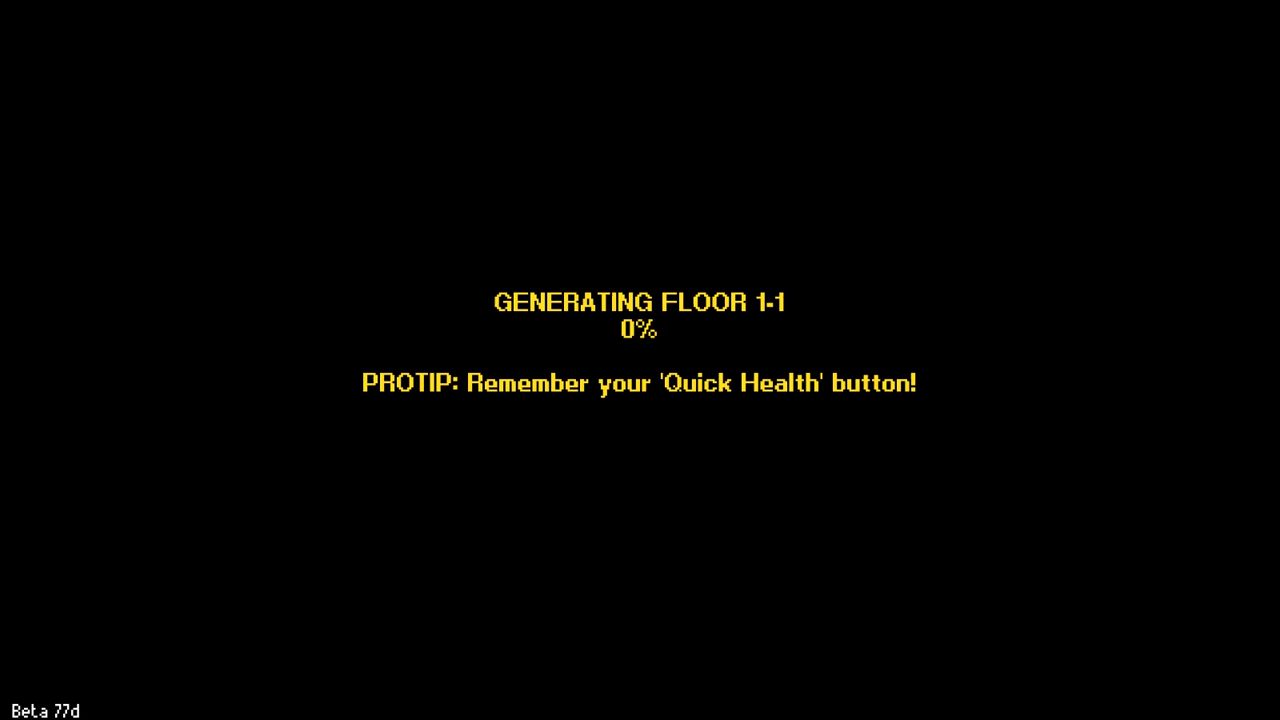 GENERATING FLOOR 1-1
0%
PROTIP: Remember your 'Quick Health' button!
Beta 77d